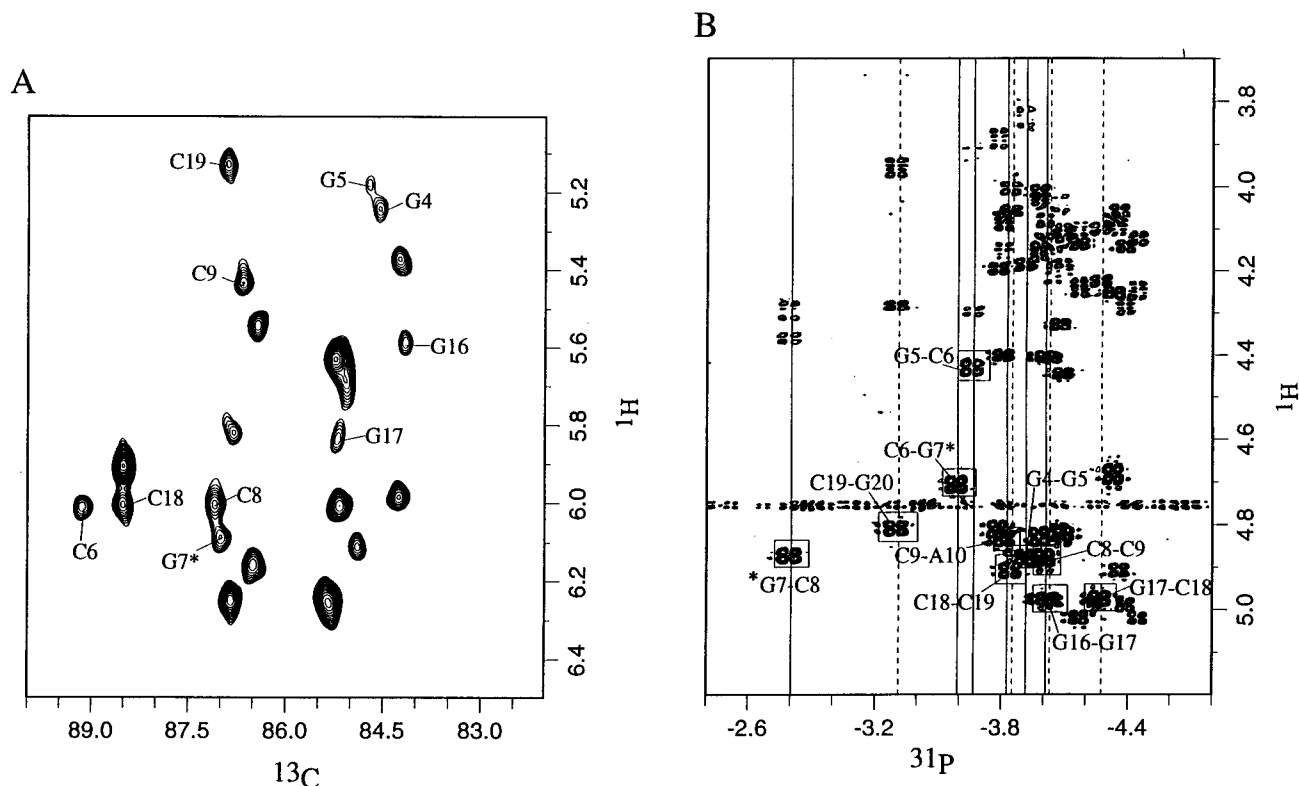 A
C19
G5
G4
C9
G16
G17
C18
C8
C6
G7*
5.2
5.4
5.6
5.8
6.0
6.2
6.4
¹H
89.0
87.5
86.0
84.5
83.0
¹³C
B
G5-C6
C6-G7*
G4-G5
C19-G20
C9-A10
C8-C9
*G7-C8
C18-C19
G17-C18
G16-G17
3.8
4.0
4.2
4.4
4.6
4.8
5.0
¹H
-2.6
-3.2
-3.8
-4.4
³¹P